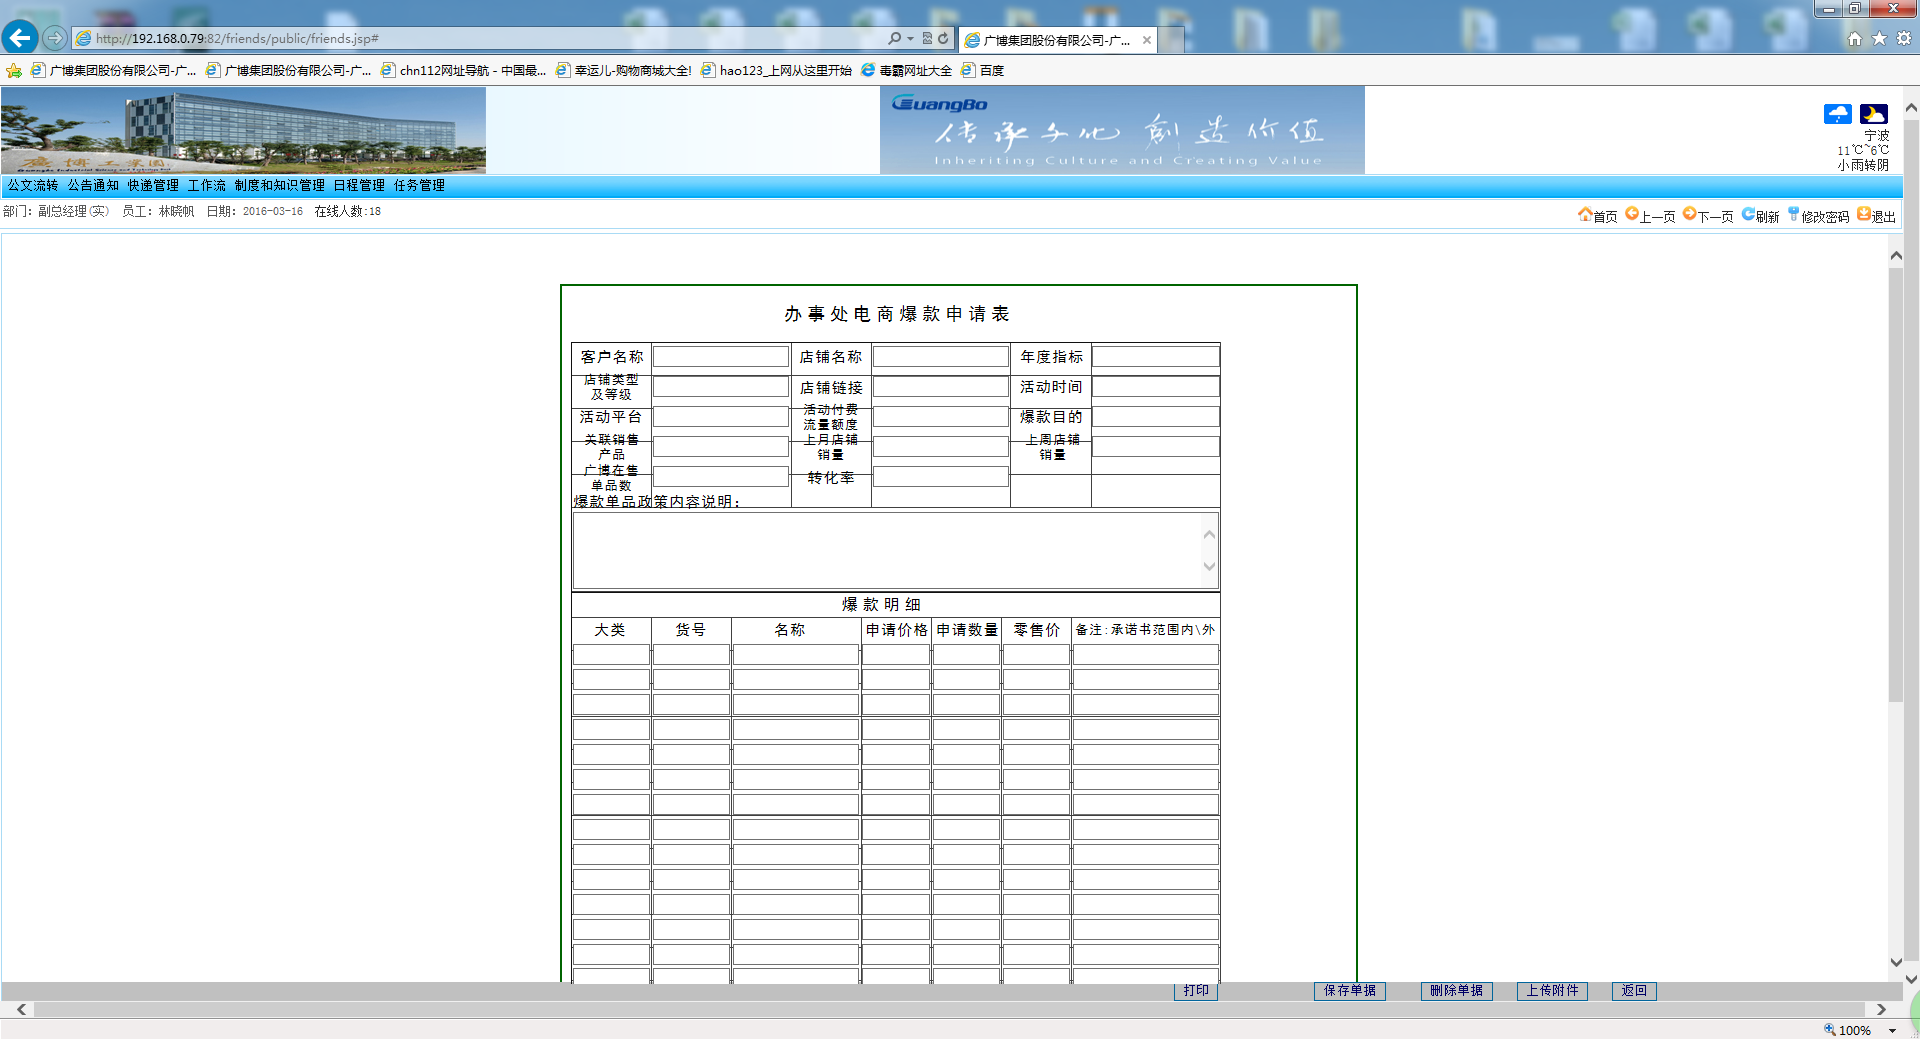 http://192.168.0.79:82/friends/public/friends.jsp#
广博集团股份有限公司-广...
广博集团股份有限公司-广... 广博集团股份有限公司-广... chn112网址导航 - 中国最... 幸运儿-购物商城大全! hao123_上网从这里开始 毒霸网址大全 百度
广博工业园
GuangBo
传承文化 創造价值
Inheriting Culture and Creating Value
宁波
11℃~6℃
小雨转阴
公文流转 公告通知 快递管理 工作流 制度和知识管理 日程管理 任务管理
部门: 副总经理(实) 员工: 林晓帆 日期: 2016-03-16 在线人数:18
首页 上一页 下一页 刷新 修改密码 退出
办事处电商爆款申请表
客户名称 店铺名称 年度指标
店铺类型及等级 店铺链接 活动时间
活动平台 活动付费流量额度 爆款目的
关联销售产品 上月店铺销量 上周店铺销量
广博在售单品数 转化率
爆款单品政策内容说明:
爆款明细
大类 货号 名称 申请价格 申请数量 零售价 备注:承诺书范围内\外
打印 保存单据 删除单据 上传附件 返回
100%